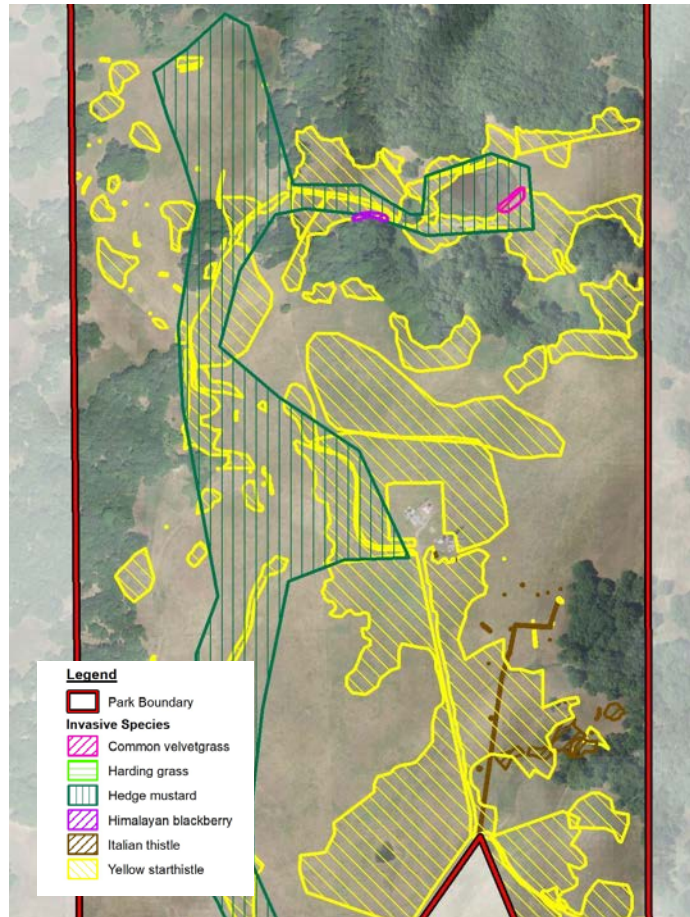 Legend
Park Boundary
Invasive Species
Common velvetgrass
Harding grass
Hedge mustard
Himalayan blackberry
Italian thistle
Yellow starthistle